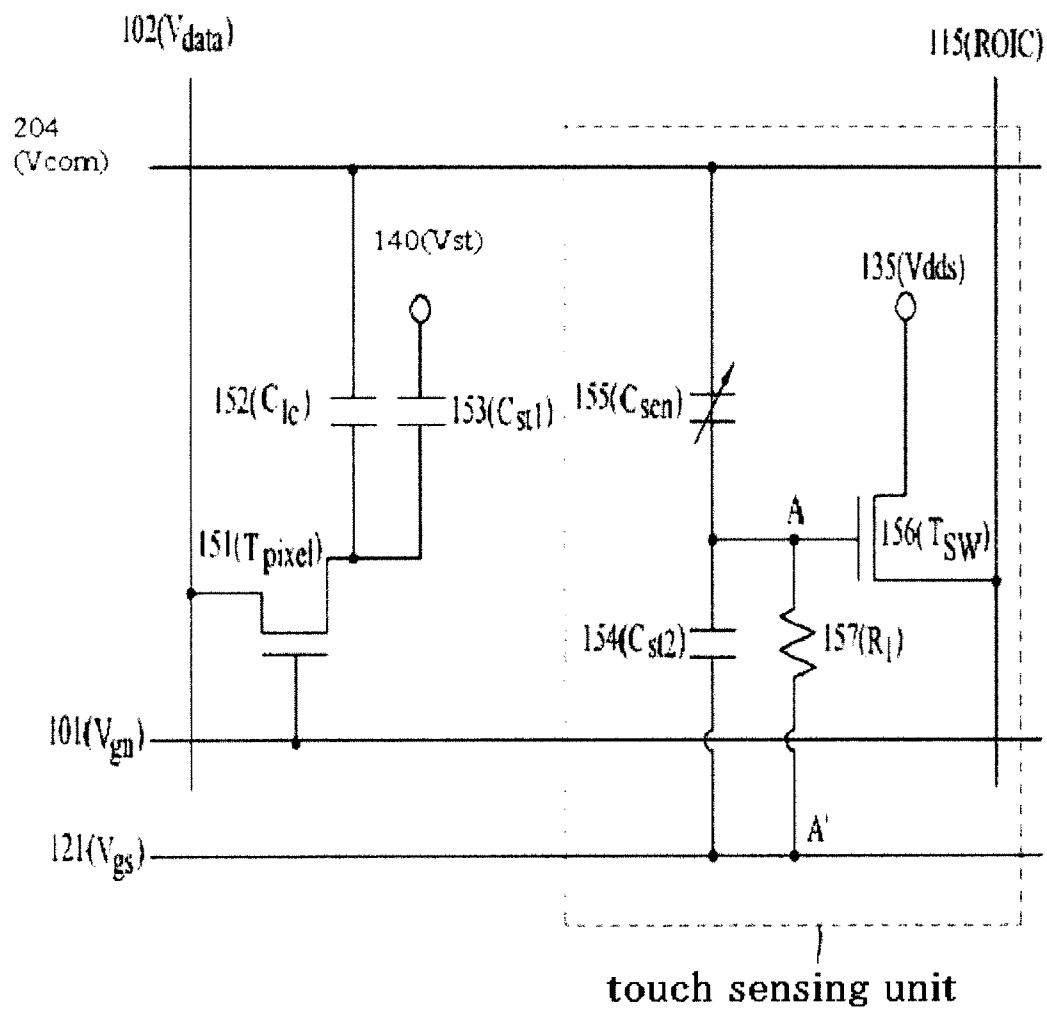 102(Vdata)
115(ROIC)
204
(Vcom)
140(Vst)
135(Vdds)
152(Clc)
153(Cst1)
155(Csen)
A
151(Tpixel)
156(TSW)
154(Cst2)
157(R1)
101(Vgn)
A'
121(Vgs)
touch sensing unit